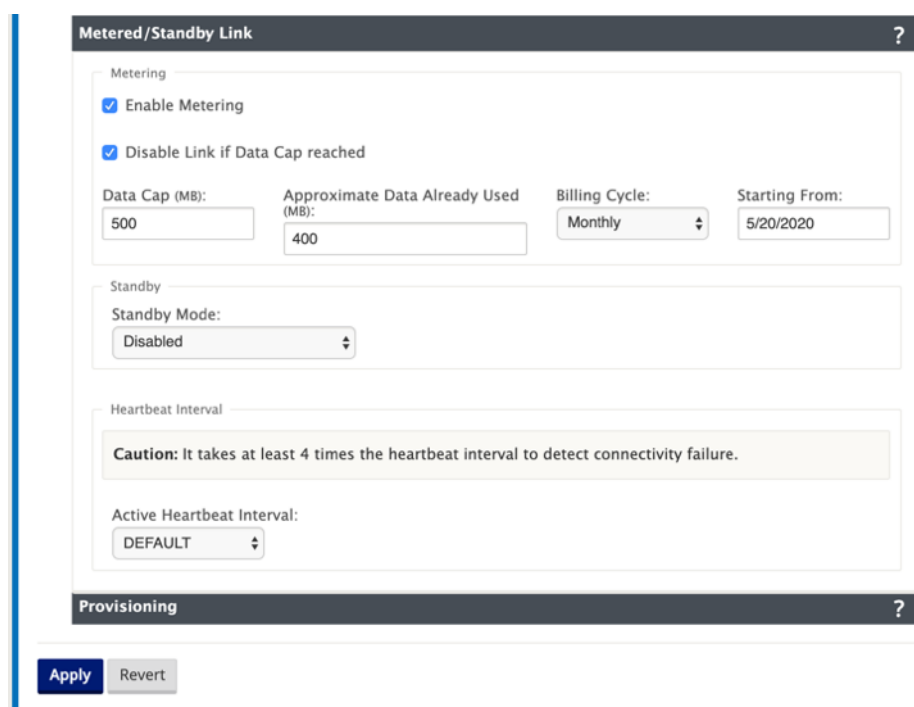 Metered/Standby Link ?
Metering
Enable Metering
Disable Link if Data Cap reached
Data Cap (MB): Approximate Data Already Used (MB): Billing Cycle: Starting From:
500 400 Monthly 5/20/2020
Standby
Standby Mode:
Disabled
Heartbeat Interval
Caution: It takes at least 4 times the heartbeat interval to detect connectivity failure.
Active Heartbeat Interval:
DEFAULT
Provisioning ?
Apply Revert